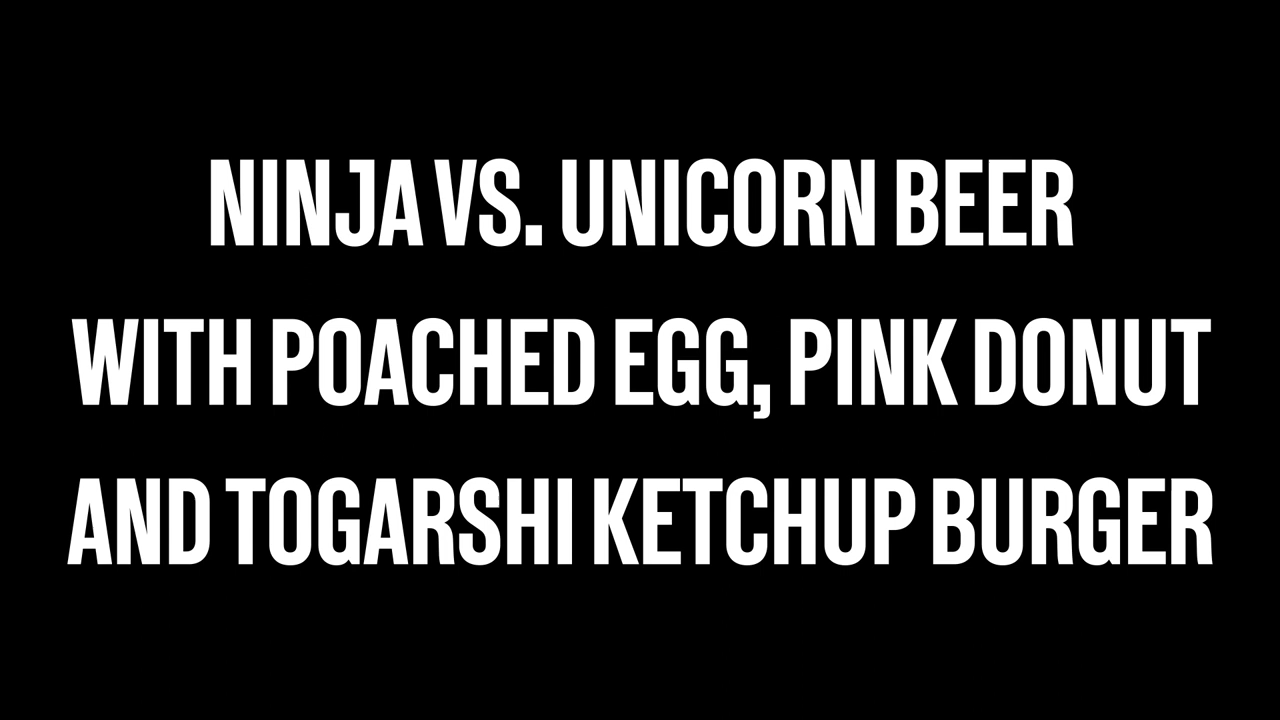 NINJA VS. UNICORN BEER
WITH POACHED EGG, PINK DONUT
AND TOGARSHI KETCHUP BURGER